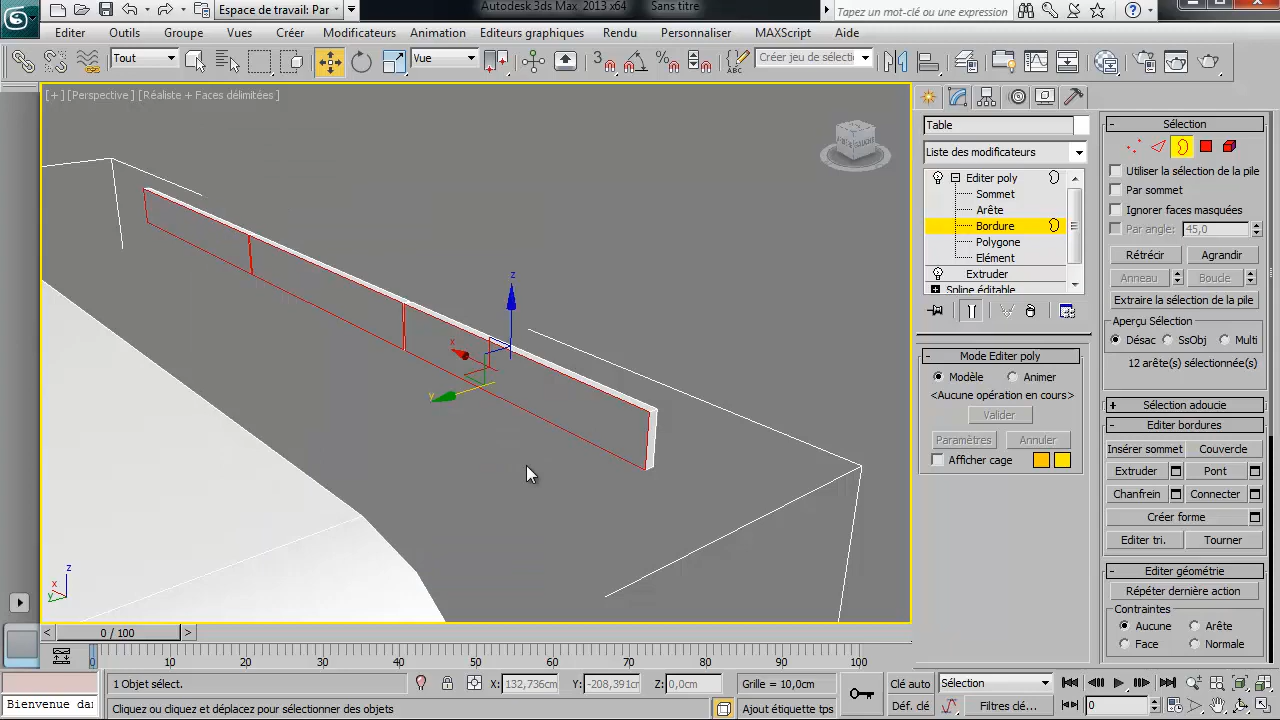 Espace de travail: Par
Autodesk 3ds Max 2013 x64
Sans titre
Tapez un mot-clé ou une expression
Editer
Outils
Groupe
Vues
Créer
Modificateurs
Animation
Editeurs graphiques
Rendu
Personnaliser
MAXScript
Aide
Tout
Vue
3
ABC
Créer jeu de sélectic
[+] [Perspective] [Réaliste + Faces délimitées ]
z
x
y
z
x
y
Table
Liste des modificateurs
Editer poly
Sommet
Arête
Bordure
Polygone
Elément
Extruder
Spline éditable
Mode Editer poly
Modèle
Animer
<Aucune opération en cours>
Valider
Paramètres
Annuler
Afficher cage
Sélection
Utiliser la sélection de la pile
Par sommet
Ignorer faces masquées
Par angle:
45,0
Rétrécir
Agrandir
Anneau
Boucle
Extraire la sélection de la pile
Aperçu Sélection
Désac
SsObj
Multi
12 arête(s) sélectionnée(s)
Sélection adoucie
Editer bordures
Insérer sommet
Couvercle
Extruder
Pont
Chanfrein
Connecter
Créer forme
Editer tri.
Tourner
Editer géométrie
Répéter dernière action
Contraintes
Aucune
Arête
Face
Normale
0 / 100
0 10 20 30 40 50 60 70 80 90 100
1 Objet sélect.
X: 132,736cm
Y: -208,391cm
Z: 0,0cm
Grille = 10,0cm
Clé auto
Sélection
Bienvenue dar
Cliquez ou cliquez et déplacez pour sélectionner des objets
Ajout étiquette tps
Déf. clé
Filtres clé...
0